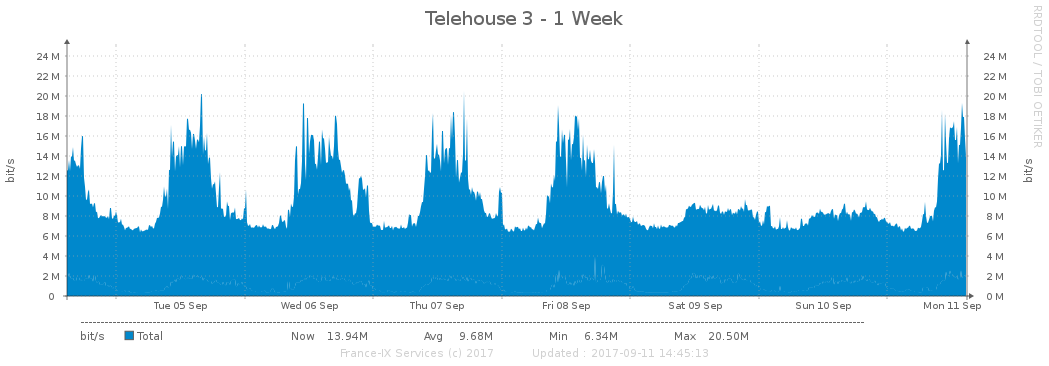 Telehouse 3 - 1 Week
RRDTOOL / TOBI OETIKER
bit/s
bit/s
24 M 24 M
22 M 22 M
20 M 20 M
18 M 18 M
16 M 16 M
14 M 14 M
12 M 12 M
10 M 10 M
8 M 8 M
6 M 6 M
4 M 4 M
2 M 2 M
0 0 M
Tue 05 Sep Wed 06 Sep Thu 07 Sep Fri 08 Sep Sat 09 Sep Sun 10 Sep Mon 11 Sep
bit/s Total Now 13.94M Avg 9.68M Min 6.34M Max 20.50M
France-IX Services (c) 2017 Updated : 2017-09-11 14:45:13